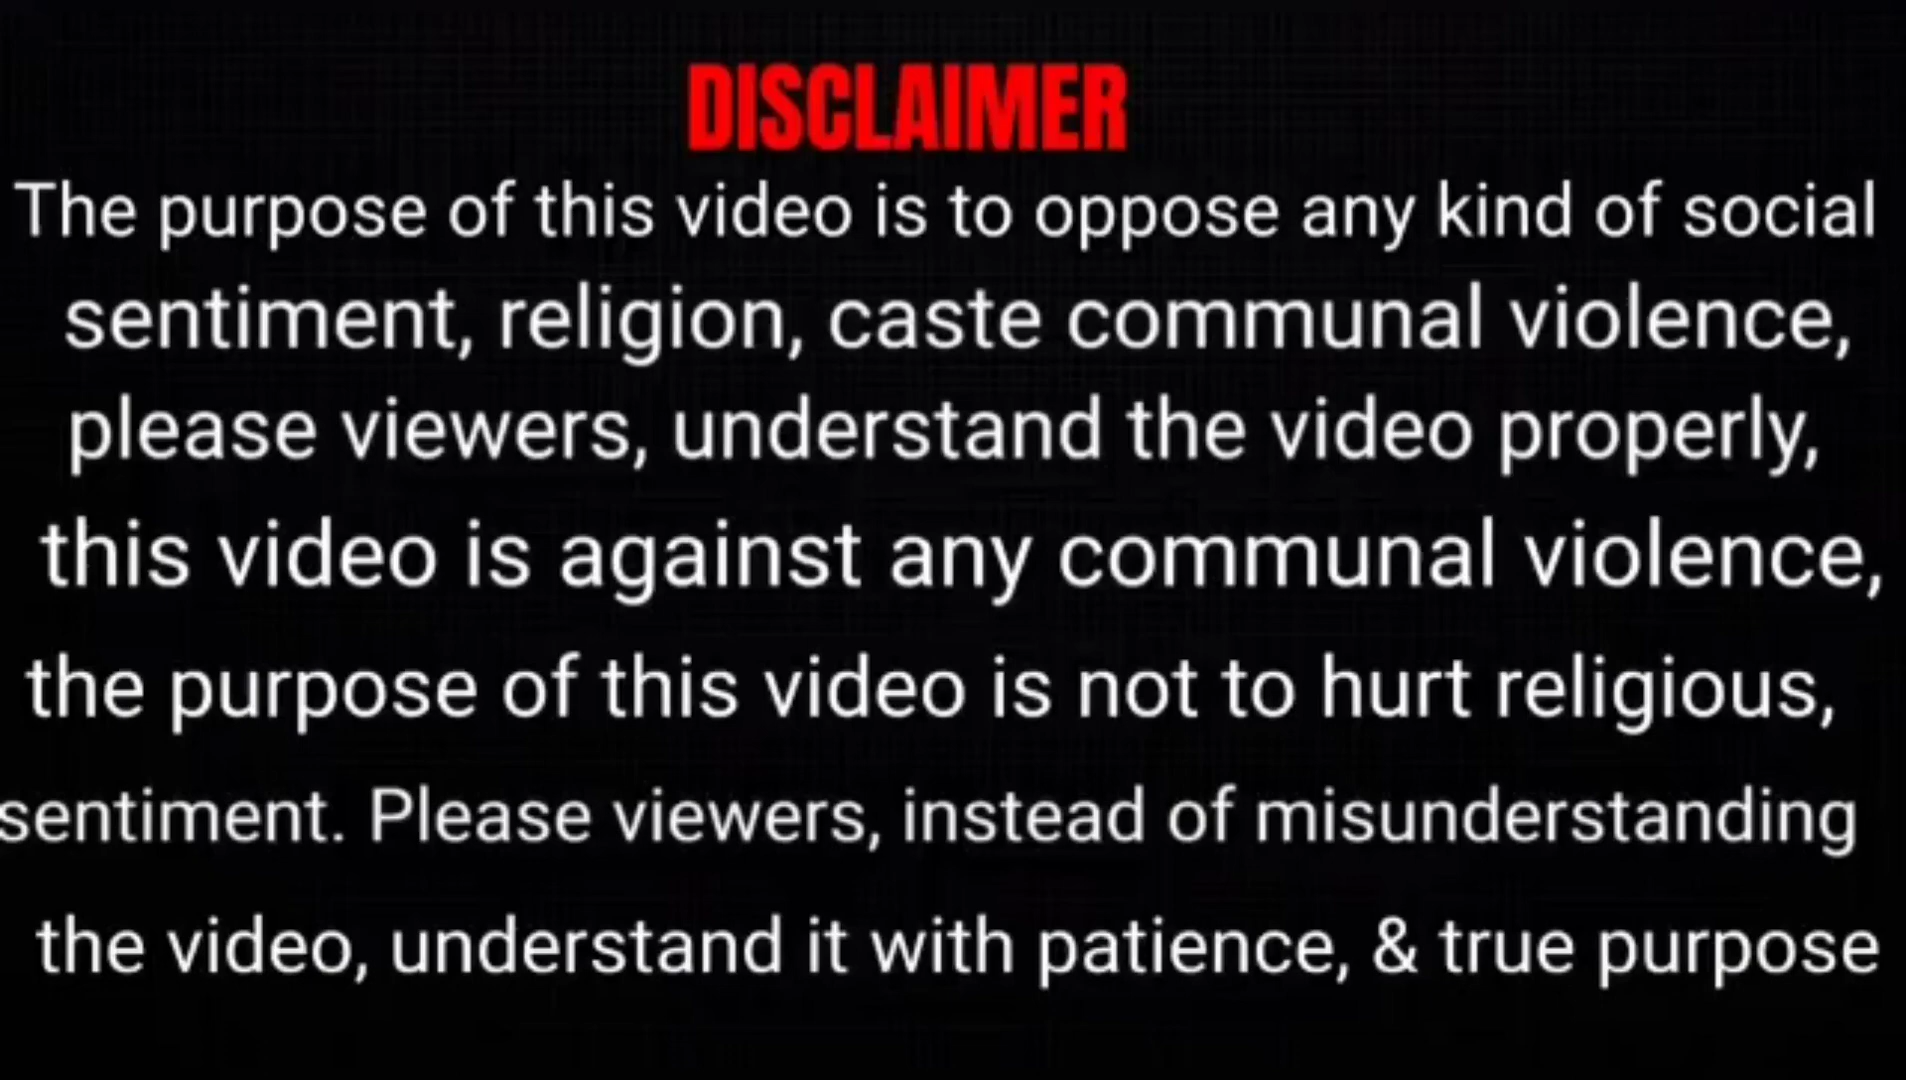 DISCLAIMER
The purpose of this video is to oppose any kind of social
sentiment, religion, caste communal violence,
please viewers, understand the video properly,
this video is against any communal violence,
the purpose of this video is not to hurt religious,
sentiment. Please viewers, instead of misunderstanding
the video, understand it with patience, & true purpose